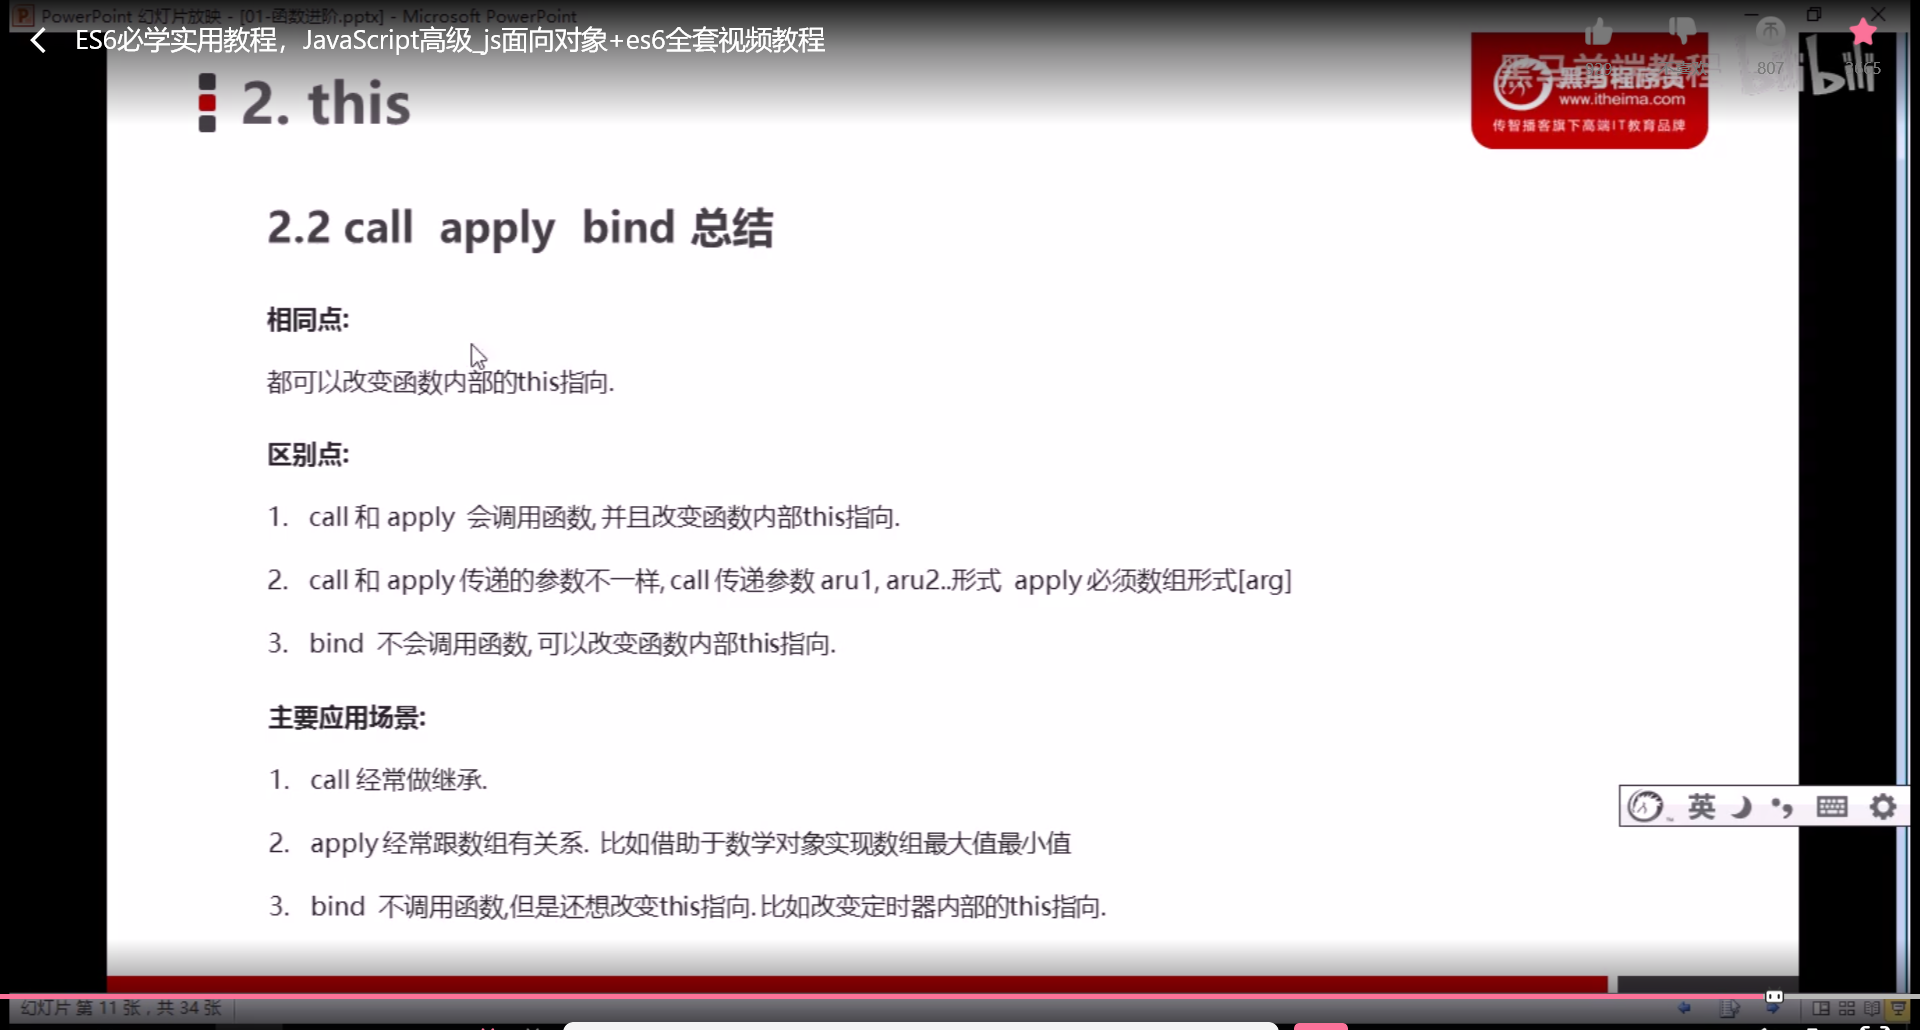 PowerPoint 幻灯片放映 - [01-函数进阶.pptx] - Microsoft PowerPoint
ES6必学实用教程，JavaScript高级_js面向对象+es6全套视频教程
807
2. this
黑马前端教程
bili
黑马程序员
www.itheima.com
传智播客旗下高端IT教育品牌
2.2 call apply bind 总结
相同点:
都可以改变函数内部的this指向.
区别点:
1. call 和 apply 会调用函数, 并且改变函数内部this指向.
2. call 和 apply 传递的参数不一样, call 传递参数 aru1, aru2..形式 apply 必须数组形式[arg]
3. bind 不会调用函数, 可以改变函数内部this指向.
主要应用场景:
1. call 经常做继承.
2. apply 经常跟数组有关系. 比如借助于数学对象实现数组最大值最小值
3. bind 不调用函数,但是还想改变this指向. 比如改变定时器内部的this指向.
英
幻灯片 第 11 张，共 34 张